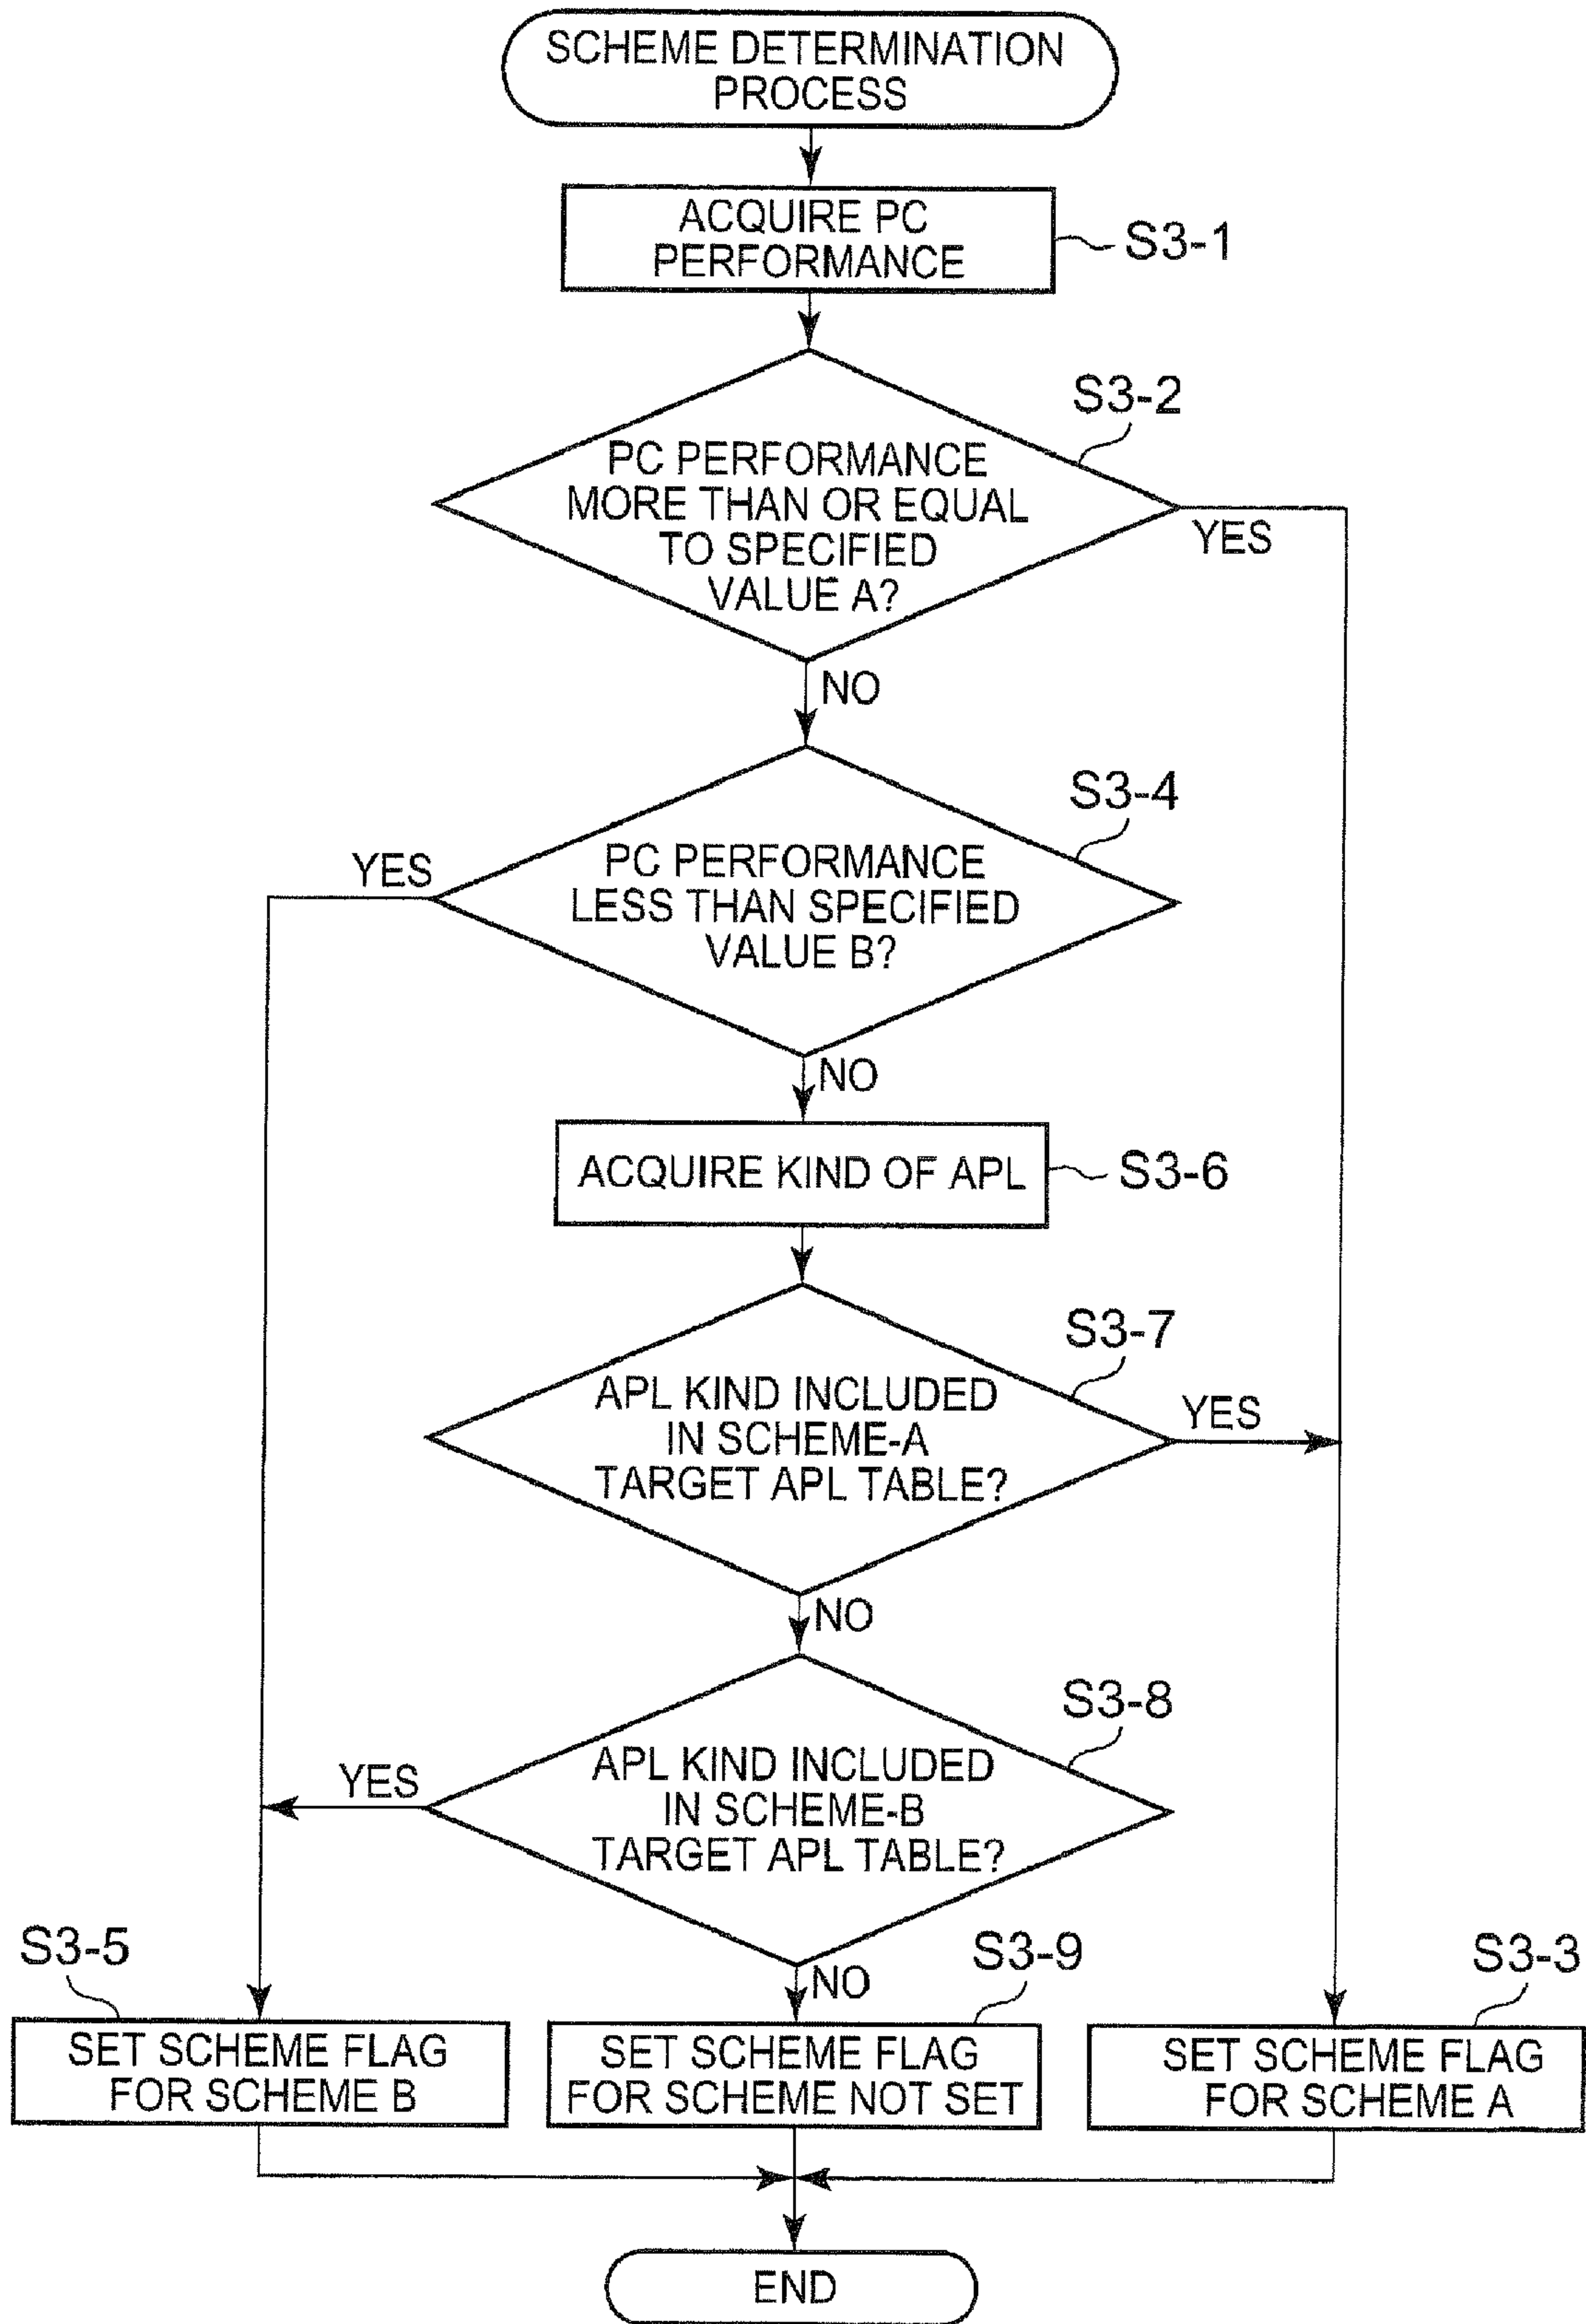 SCHEME DETERMINATION
PROCESS
ACQUIRE PC
PERFORMANCE
S3-1
S3-2
PC PERFORMANCE
MORE THAN OR EQUAL
TO SPECIFIED
VALUE A?
YES
NO
S3-4
YES
PC PERFORMANCE
LESS THAN SPECIFIED
VALUE B?
NO
ACQUIRE KIND OF APL
S3-6
S3-7
APL KIND INCLUDED
IN SCHEME-A
TARGET APL TABLE?
YES
NO
S3-8
YES
APL KIND INCLUDED
IN SCHEME-B
TARGET APL TABLE?
NO
S3-5
SET SCHEME FLAG
FOR SCHEME B
S3-9
SET SCHEME FLAG
FOR SCHEME NOT SET
S3-3
SET SCHEME FLAG
FOR SCHEME A
END